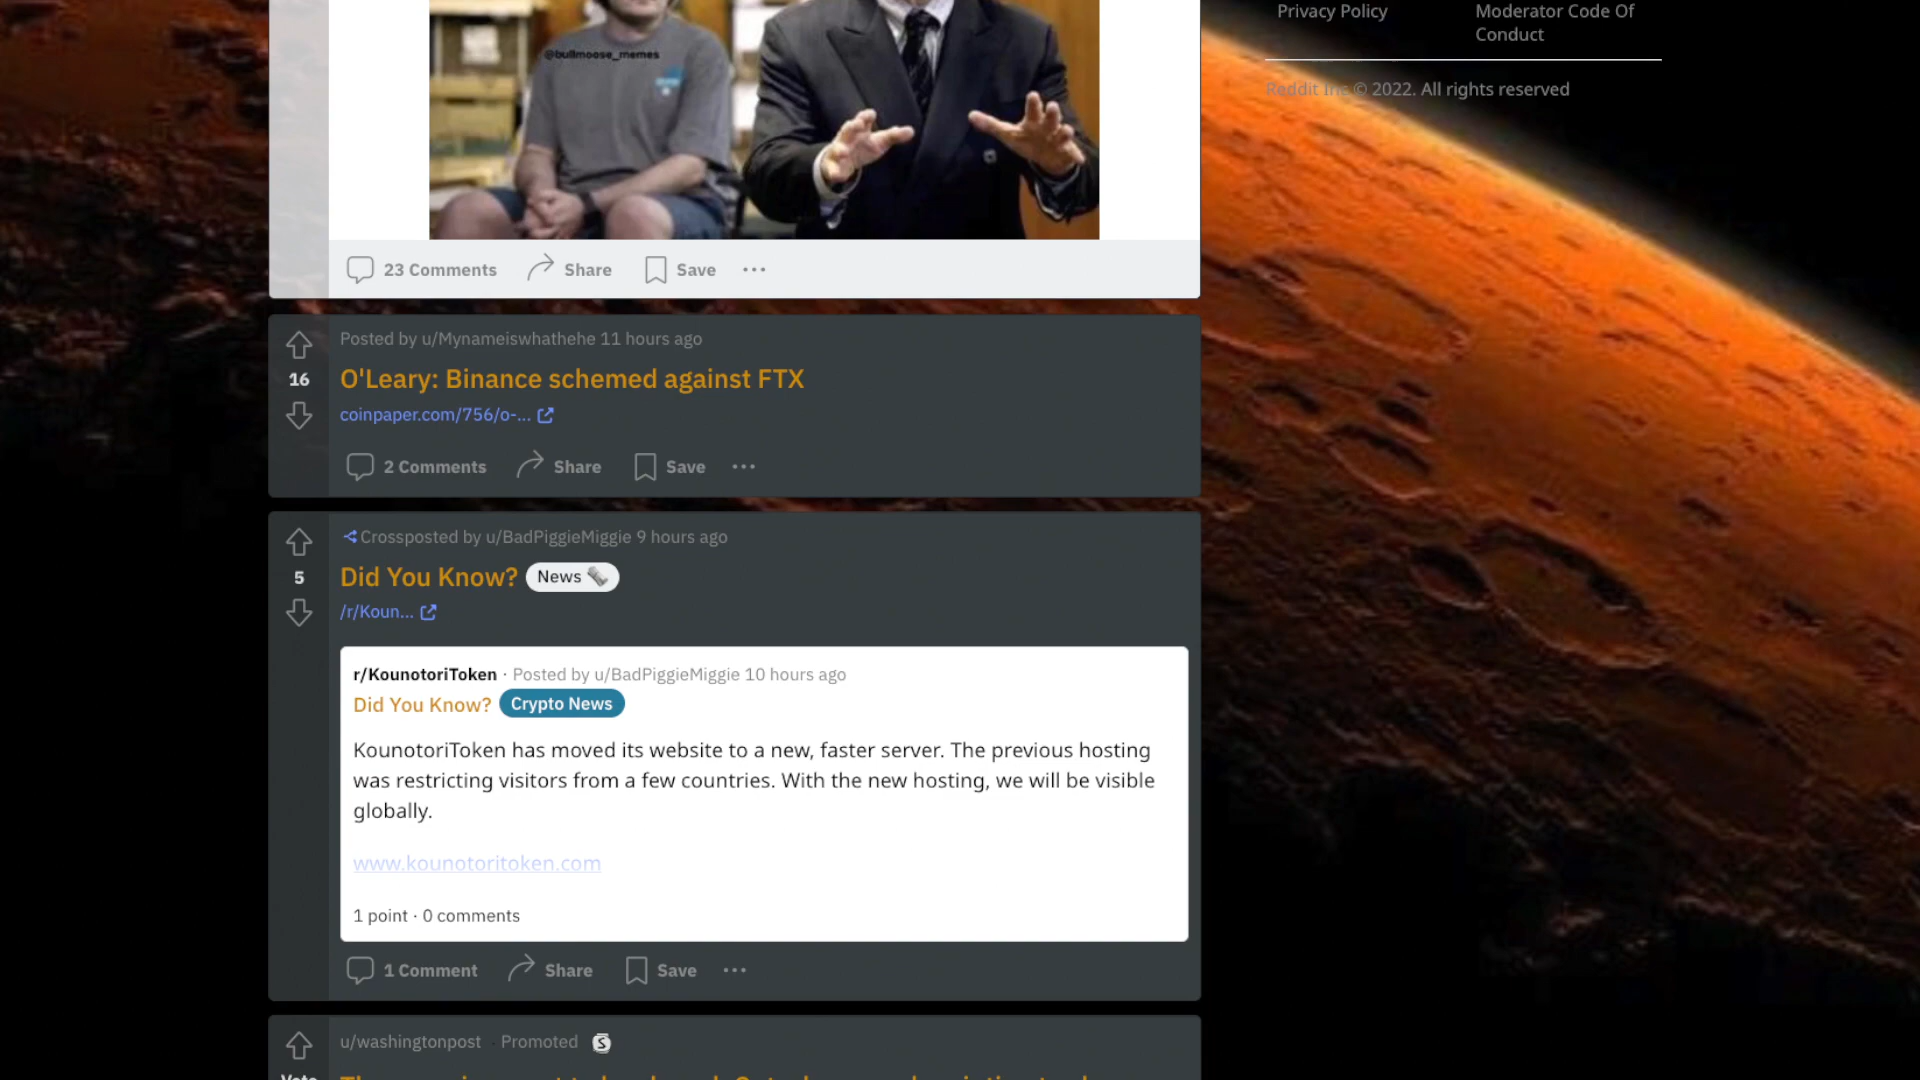 Privacy Policy
Moderator Code Of
Conduct
Reddit Inc © 2022. All rights reserved
@bullmoose_memes
23 Comments
Share
Save
Posted by u/Mynameiswhathehe 11 hours ago
16
O'Leary: Binance schemed against FTX
coinpaper.com/756/o-...
2 Comments
Share
Save
Crossposted by u/BadPiggieMiggie 9 hours ago
5
Did You Know? News
/r/Koun...
r/KounotoriToken · Posted by u/BadPiggieMiggie 10 hours ago
Did You Know? Crypto News
KounotoriToken has moved its website to a new, faster server. The previous hosting
was restricting visitors from a few countries. With the new hosting, we will be visible
globally.
www.kounotoritoken.com
1 point · 0 comments
1 Comment
Share
Save
u/washingtonpost · Promoted
Vote